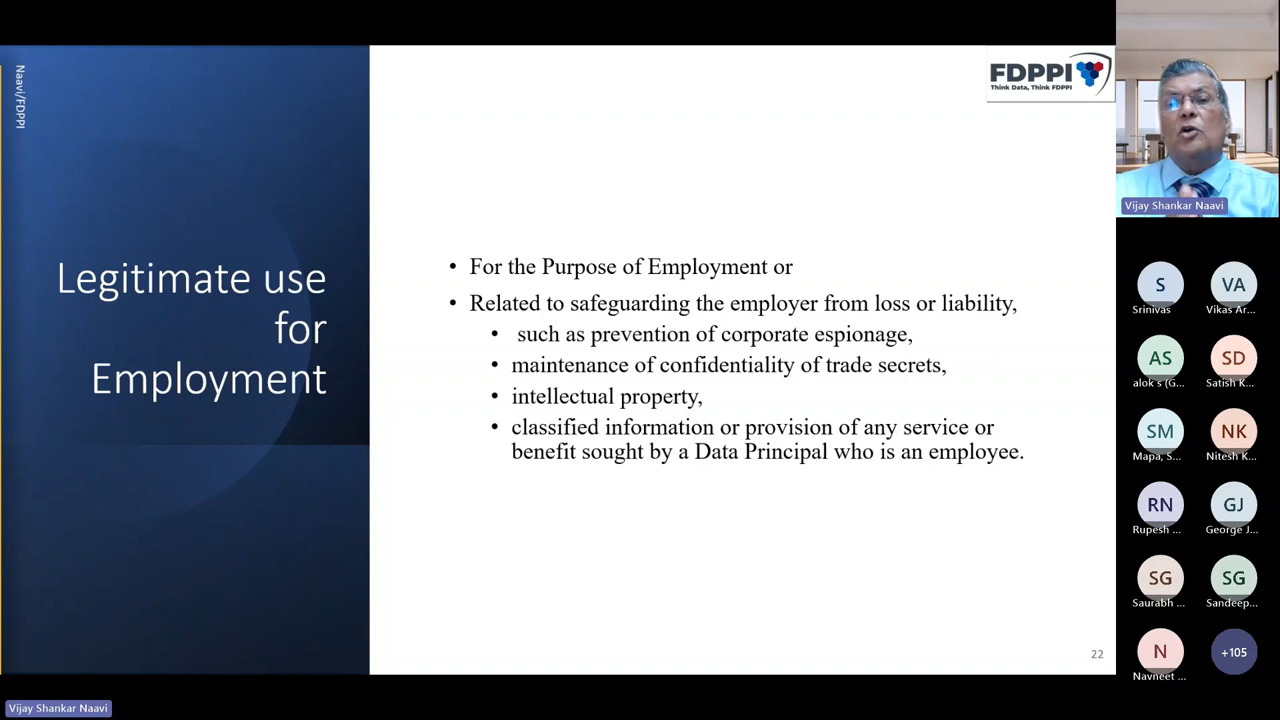 Naavi/FDPPI
FDPPI
Think Data, Think FDPPI
Legitimate use
for
Employment
• For the Purpose of Employment or
• Related to safeguarding the employer from loss or liability,
• such as prevention of corporate espionage,
• maintenance of confidentiality of trade secrets,
• intellectual property,
• classified information or provision of any service or
benefit sought by a Data Principal who is an employee.
22
Vijay Shankar Naavi
S
Srinivas
VA
Vikas Ar...
AS
alok s (G...
SD
Satish K...
SM
Mapa, S...
NK
Nitesh K...
RN
Rupesh ...
GJ
George J...
SG
Saurabh ...
SG
Sandeep...
N
Navneet ...
+105
Vijay Shankar Naavi